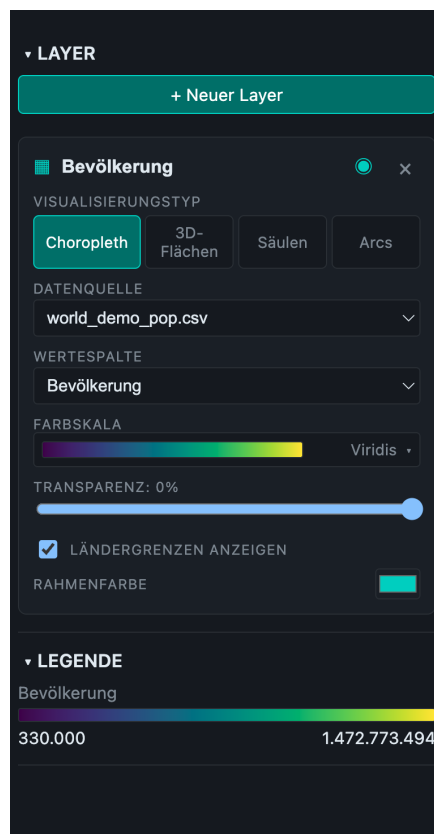 ▾ LAYER
+ Neuer Layer
Bevölkerung
VISUALISIERUNGSTYP
Choropleth
3D-
Flächen
Säulen
Arcs
DATENQUELLE
world_demo_pop.csv
WERTESPALTE
Bevölkerung
FARBSKALA
Viridis ▾
TRANSPARENZ: 0%
LÄNDERGRENZEN ANZEIGEN
RAHMENFARBE
▾ LEGENDE
Bevölkerung
330.000 1.472.773.494